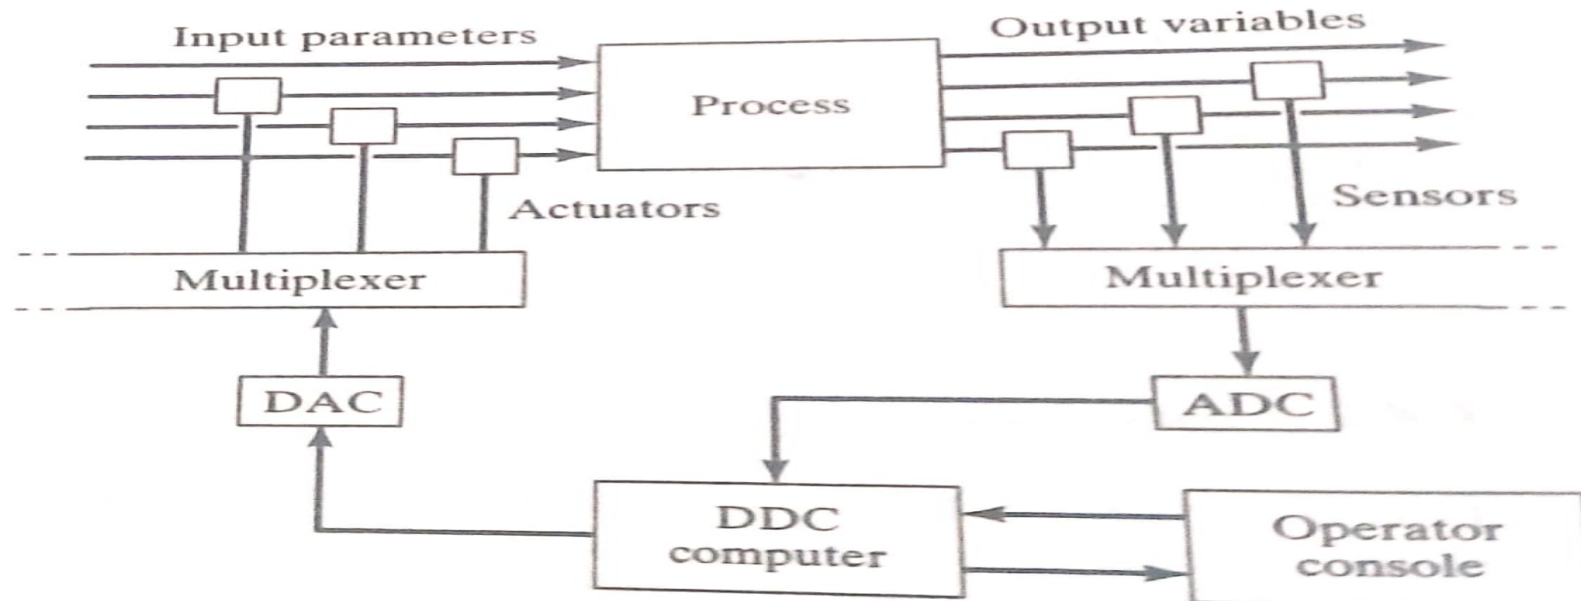 Input parameters
Output variables
Process
Actuators
Sensors
Multiplexer
Multiplexer
DAC
ADC
DDC
computer
Operator
console